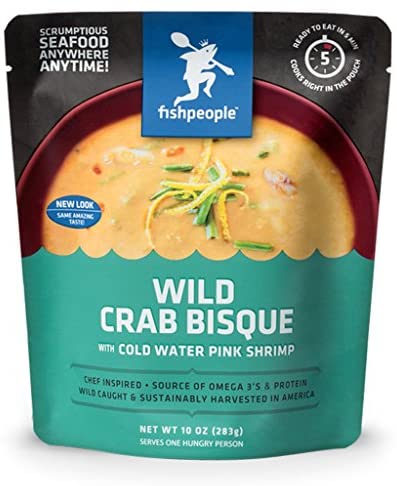 SCRUMPTIOUS
SEAFOOD
ANYWHERE
ANYTIME!
fishpeople™
READY TO EAT IN 5 MIN
5
COOKS RIGHT IN THE POUCH
NEW LOOK
SAME AMAZING
TASTE!
WILD
CRAB BISQUE
WITH COLD WATER PINK SHRIMP
CHEF INSPIRED • SOURCE OF OMEGA 3'S & PROTEIN
WILD CAUGHT & SUSTAINABLY HARVESTED IN AMERICA
NET WT 10 OZ (283g)
SERVES ONE HUNGRY PERSON